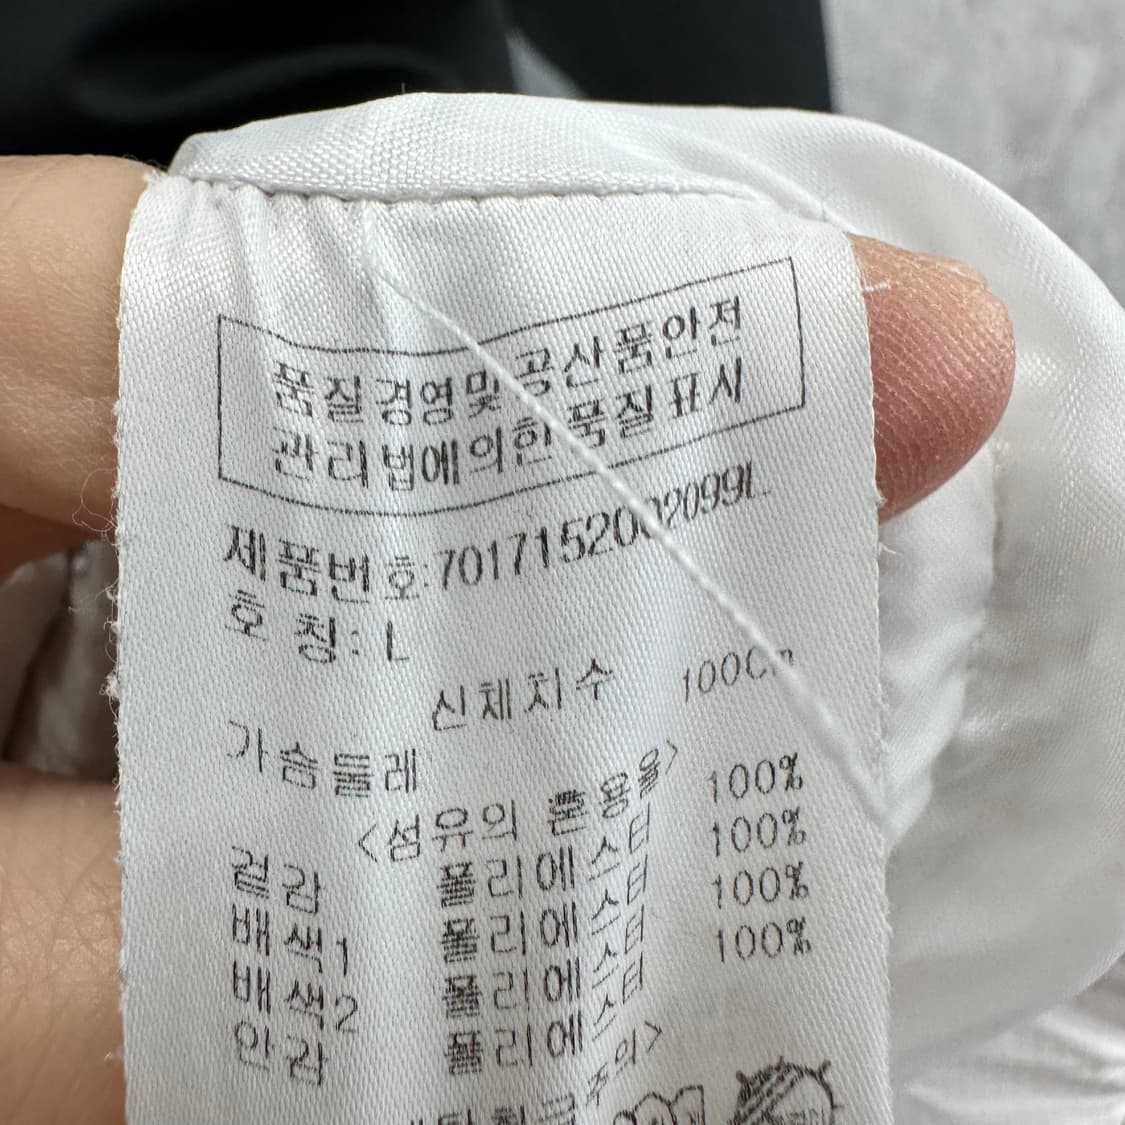 품질경영및공산품안전
관리법에의한품질표시
제품번호:7017152002099L
호 칭: L
신체치수
가슴둘레 100Cm
<섬유의 혼용율>
겉감 폴리에스터 100%
배색1 폴리에스터 100%
배색2 폴리에스터 100%
안감 폴리에스터 100%